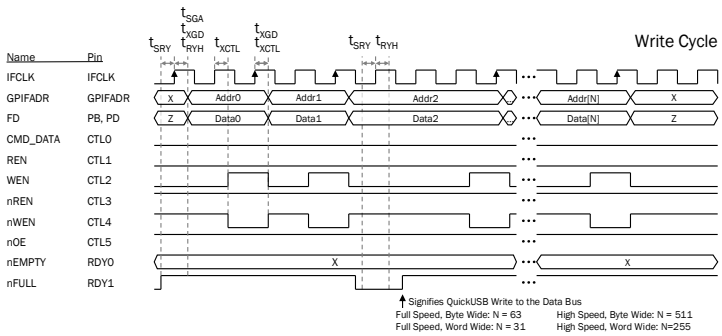 Write Cycle
tSGA
tXGD tXGD
tSRY tRYH tXCTL tXCTL tSRY tRYH
Name Pin
IFCLK IFCLK
GPIFADR GPIFADR X Addr0 Addr1 Addr2 Addr[N] X
FD PB, PD Z Data0 Data1 Data2 Data[N] Z
CMD_DATA CTL0
REN CTL1
WEN CTL2
nREN CTL3
nWEN CTL4
nOE CTL5
nEMPTY RDY0 X X
nFULL RDY1
Signifies QuickUSB Write to the Data Bus
Full Speed, Byte Wide: N = 63 High Speed, Byte Wide: N = 511
Full Speed, Word Wide: N = 31 High Speed, Word Wide: N=255